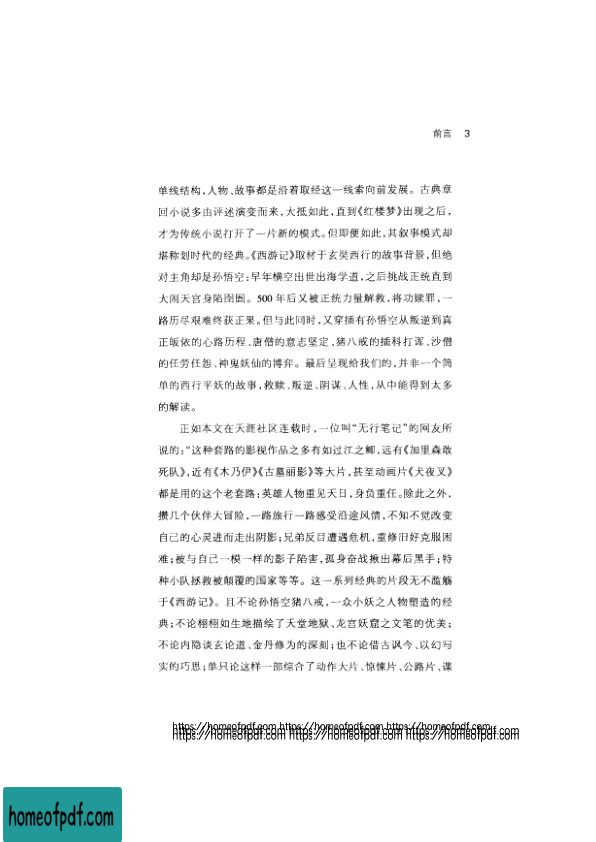 前言 3
单线结构,人物、故事都是沿着取经这一线索向前发展。古典章
回小说多由评述演变而来,大抵如此,直到《红楼梦》出现之后,
才为传统小说打开了一片新的模式。但即便如此,其叙事模式却
堪称划时代的经典。《西游记》取材于玄奘西行的故事背景,但绝
对主角却是孙悟空:早年横空出世出海学道,之后挑战正统直到
大闹天宫身陷囹圄。500年后又被正统力量解救,将功赎罪,一
路历尽艰难终获正果。但与此同时,又穿插有孙悟空从叛逆到真
正皈依的心路历程、唐僧的意志坚定、猪八戒的插科打诨、沙僧
的任劳任怨、神鬼妖仙的博弈。最后呈现给我们的,并非一个简
单的西行平妖的故事,救赎、叛逆、阴谋、人性,从中能得到太多
的解读。
正如本文在天涯社区连载时,一位叫“无行笔记”的网友所
说的:“这种套路的影视作品之多有如过江之鲫,远有《加里森敢
死队》,近有《木乃伊》《古墓丽影》等大片,甚至动画片《犬夜叉》
都是用的这个老套路:英雄人物重见天日,身负重任。除此之外,
攒几个伙伴大冒险,一路旅行一路感受沿途风情,不知不觉改变
自己的心灵进而走出阴影;兄弟反目遭遇危机,重修旧好克服困
难;被与自己一模一样的影子陷害,孤身奋战揪出幕后黑手;特
种小队拯救被颠覆的国家等等。这一系列经典的片段无不滥觞
于《西游记》。且不论孙悟空猪八戒,一众小妖之人物塑造的经
典;不论栩栩如生地描绘了天堂地狱、龙宫妖窟之文笔的优美;
不论内隐谈玄论道、金丹修为的深刻;也不论借古讽今、以幻写
实的巧思;单只论这样一部综合了动作大片、惊悚片、公路片、谍
https://homeofpdf.com https://homeofpdf.com https://homeofpdf.com
https://homeofpdf.com https://homeofpdf.com https://homeofpdf.com
homeofpdf.com